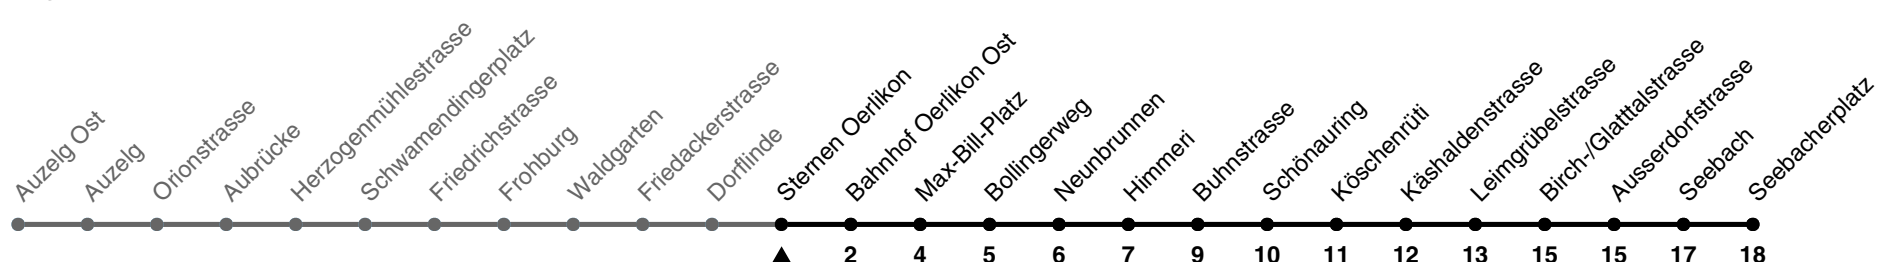 Auzelg Ost
Auzelg
Orionstrasse
Aubrücke
Herzogenmühlestrasse
Schwamendingerplatz
Friedrichstrasse
Frohburg
Waldgarten
Friedackerstrasse
Dorflinde
Sternen Oerlikon
Bahnhof Oerlikon Ost
Max-Bill-Platz
Bollingerweg
Neunbrunnen
Himmeri
Buhnstrasse
Schönauring
Köschenrüti
Käshaldenstrasse
Leimgrübelstrasse
Birch-/Glatttalstrasse
Ausserdorfstrasse
Seebach
Seebacherplatz
2 4 5 6 7 9 10 11 12 13 15 15 17 18